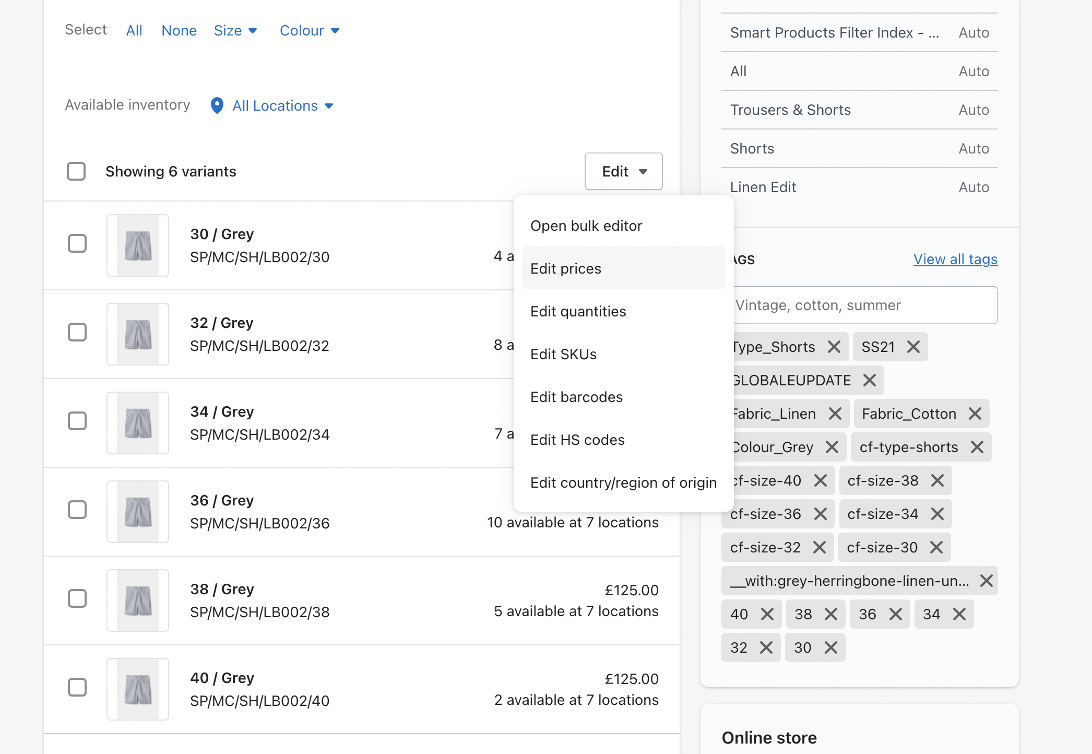 Select All None Size Colour
Available inventory All Locations
Showing 6 variants
Edit
30 / Grey
SP/MC/SH/LB002/30
4 a
32 / Grey
SP/MC/SH/LB002/32
8 a
34 / Grey
SP/MC/SH/LB002/34
7 a
36 / Grey
SP/MC/SH/LB002/36
10 available at 7 locations
38 / Grey
£125.00
SP/MC/SH/LB002/38
5 available at 7 locations
40 / Grey
£125.00
SP/MC/SH/LB002/40
2 available at 7 locations
Open bulk editor
Edit prices
Edit quantities
Edit SKUs
Edit barcodes
Edit HS codes
Edit country/region of origin
Smart Products Filter Index - ... Auto
All Auto
Trousers & Shorts Auto
Shorts Auto
Linen Edit Auto
AGS View all tags
Vintage, cotton, summer
Type_Shorts SS21
GLOBALEUPDATE
Fabric_Linen Fabric_Cotton
Colour_Grey cf-type-shorts
cf-size-40 cf-size-38
cf-size-36 cf-size-34
cf-size-32 cf-size-30
__with:grey-herringbone-linen-un...
40 38 36 34
32 30
Online store